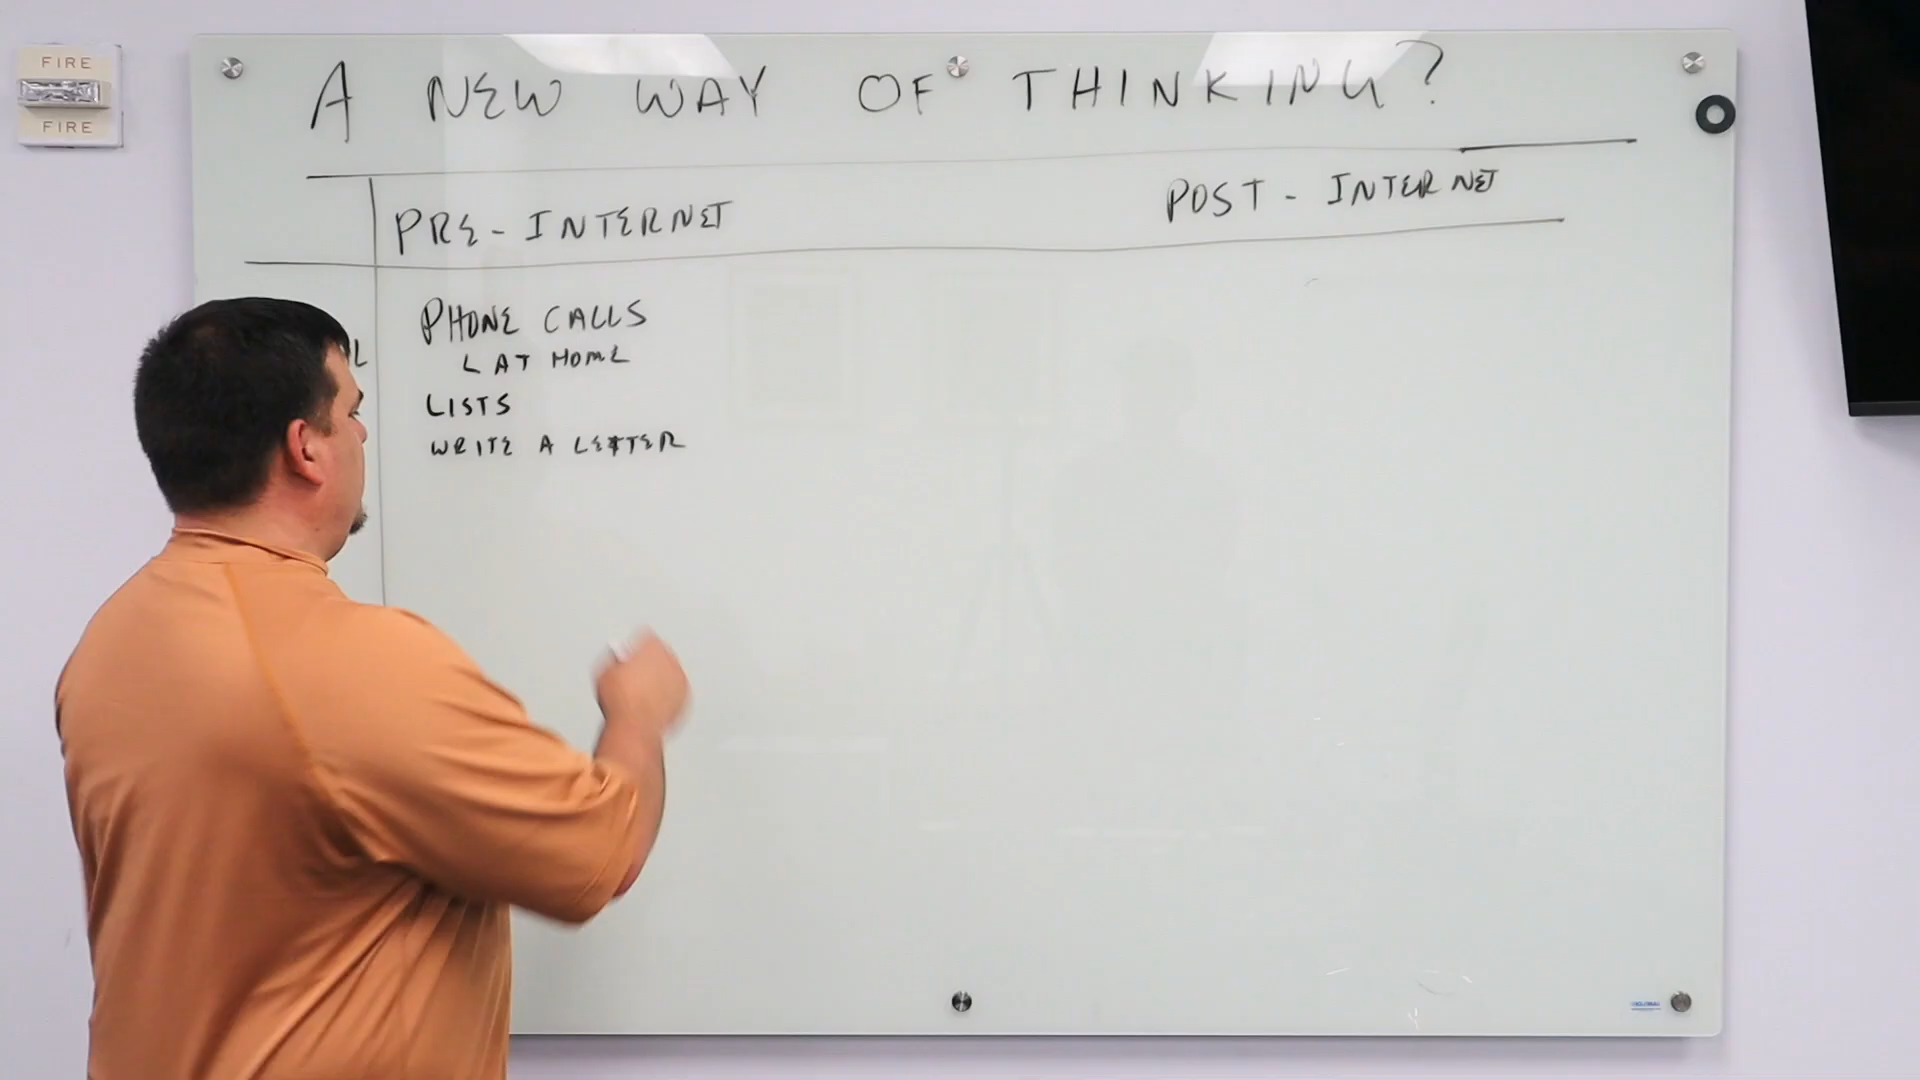 FIRE
FIRE
A NEW WAY OF THINKING?
PRE-INTERNET
POST-INTERNET
PHONE CALLS
L AT HOME
LISTS
WRITE A LETTER